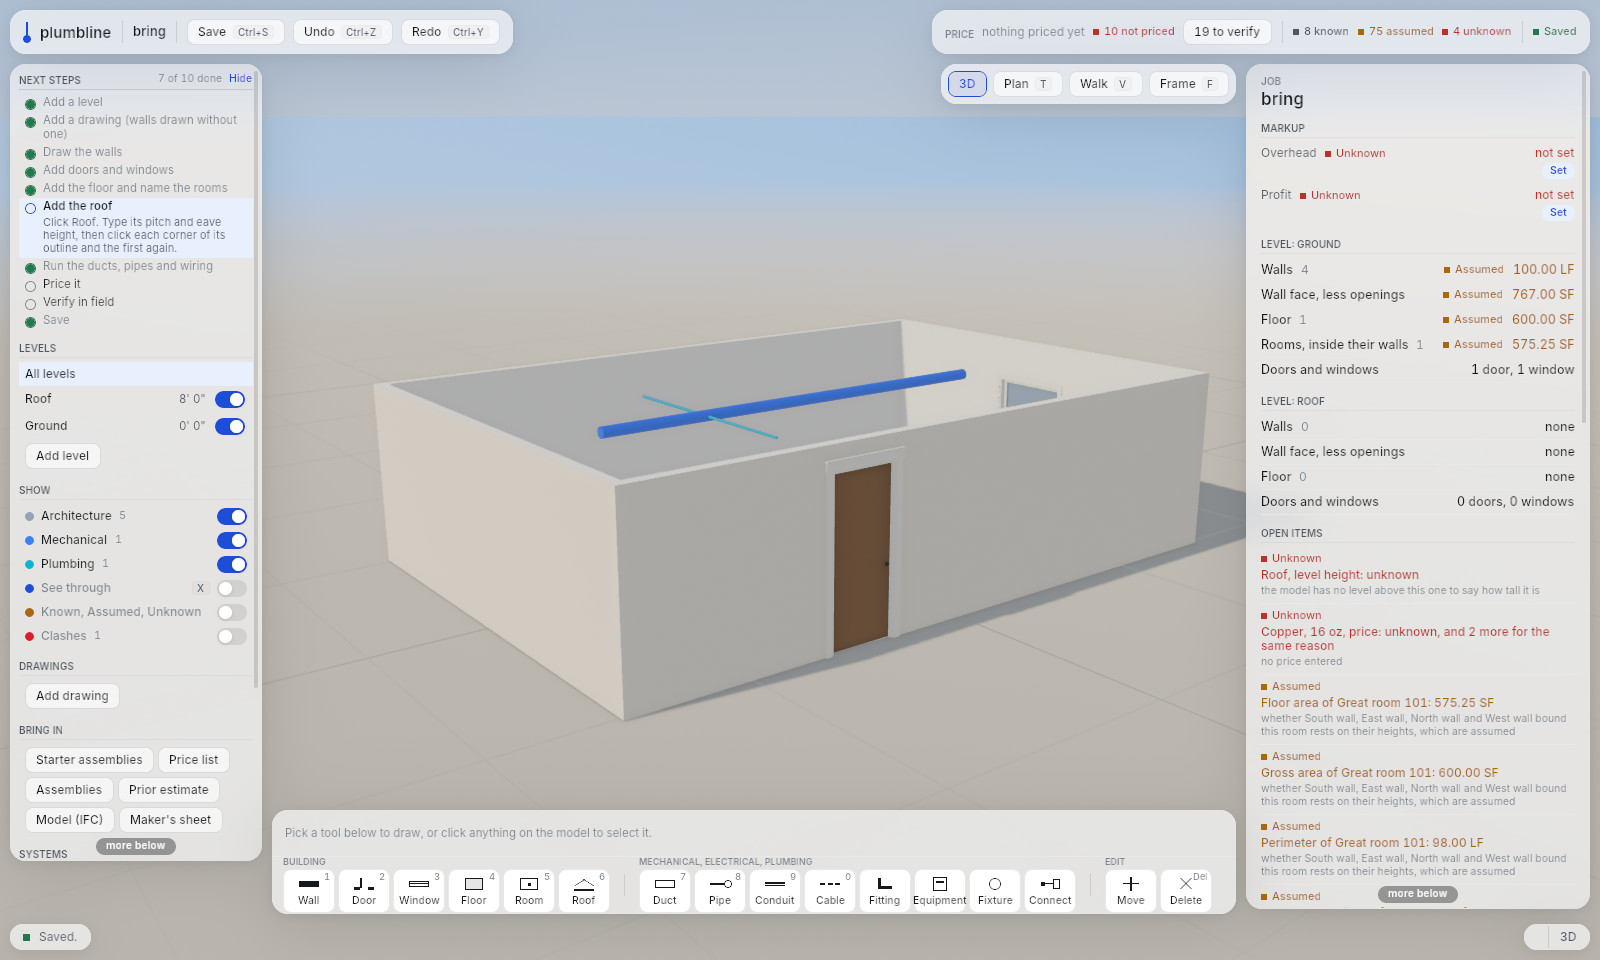 plumbline
bring
Save Ctrl+S
Undo Ctrl+Z
Redo Ctrl+Y
PRICE nothing priced yet 10 not priced 19 to verify 8 known 75 assumed 4 unknown Saved
NEXT STEPS 7 of 10 done Hide
Add a level
Add a drawing (walls drawn without
one)
Draw the walls
Add doors and windows
Add the floor and name the rooms
Add the roof
Click Roof. Type its pitch and eave
height, then click each corner of its
outline and the first again.
Run the ducts, pipes and wiring
Price it
Verify in field
Save
LEVELS
All levels
Roof 8' 0"
Ground 0' 0"
Add level
SHOW
Architecture 5
Mechanical 1
Plumbing 1
See through X
Known, Assumed, Unknown
Clashes 1
DRAWINGS
Add drawing
BRING IN
Starter assemblies Price list
Assemblies Prior estimate
Model (IFC) Maker's sheet
more below
SYSTEMS
Saved.
3D Plan T Walk V Frame F
Pick a tool below to draw, or click anything on the model to select it.
BUILDING
Wall 1
Door 2
Window 3
Floor 4
Room 5
Roof 6
MECHANICAL, ELECTRICAL, PLUMBING
Duct 7
Pipe 8
Conduit 9
Cable 0
Fitting
Equipment
Fixture
Connect
EDIT
Move
Delete Del
JOB
bring
MARKUP
Overhead Unknown not set
Set
Profit Unknown not set
Set
LEVEL: GROUND
Walls 4 Assumed 100.00 LF
Wall face, less openings Assumed 767.00 SF
Floor 1 Assumed 600.00 SF
Rooms, inside their walls 1 Assumed 575.25 SF
Doors and windows 1 door, 1 window
LEVEL: ROOF
Walls 0 none
Wall face, less openings none
Floor 0 none
Doors and windows 0 doors, 0 windows
OPEN ITEMS
Unknown
Roof, level height: unknown
the model has no level above this one to say how tall it is
Unknown
Copper, 16 oz, price: unknown, and 2 more for the
same reason
no price entered
Assumed
Floor area of Great room 101: 575.25 SF
whether South wall, East wall, North wall and West wall bound
this room rests on their heights, which are assumed
Assumed
Gross area of Great room 101: 600.00 SF
whether South wall, East wall, North wall and West wall bound
this room rests on their heights, which are assumed
Assumed
Perimeter of Great room 101: 98.00 LF
whether South wall, East wall, North wall and West wall bound
this room rests on their heights, which are assumed
Assumed
more below
3D